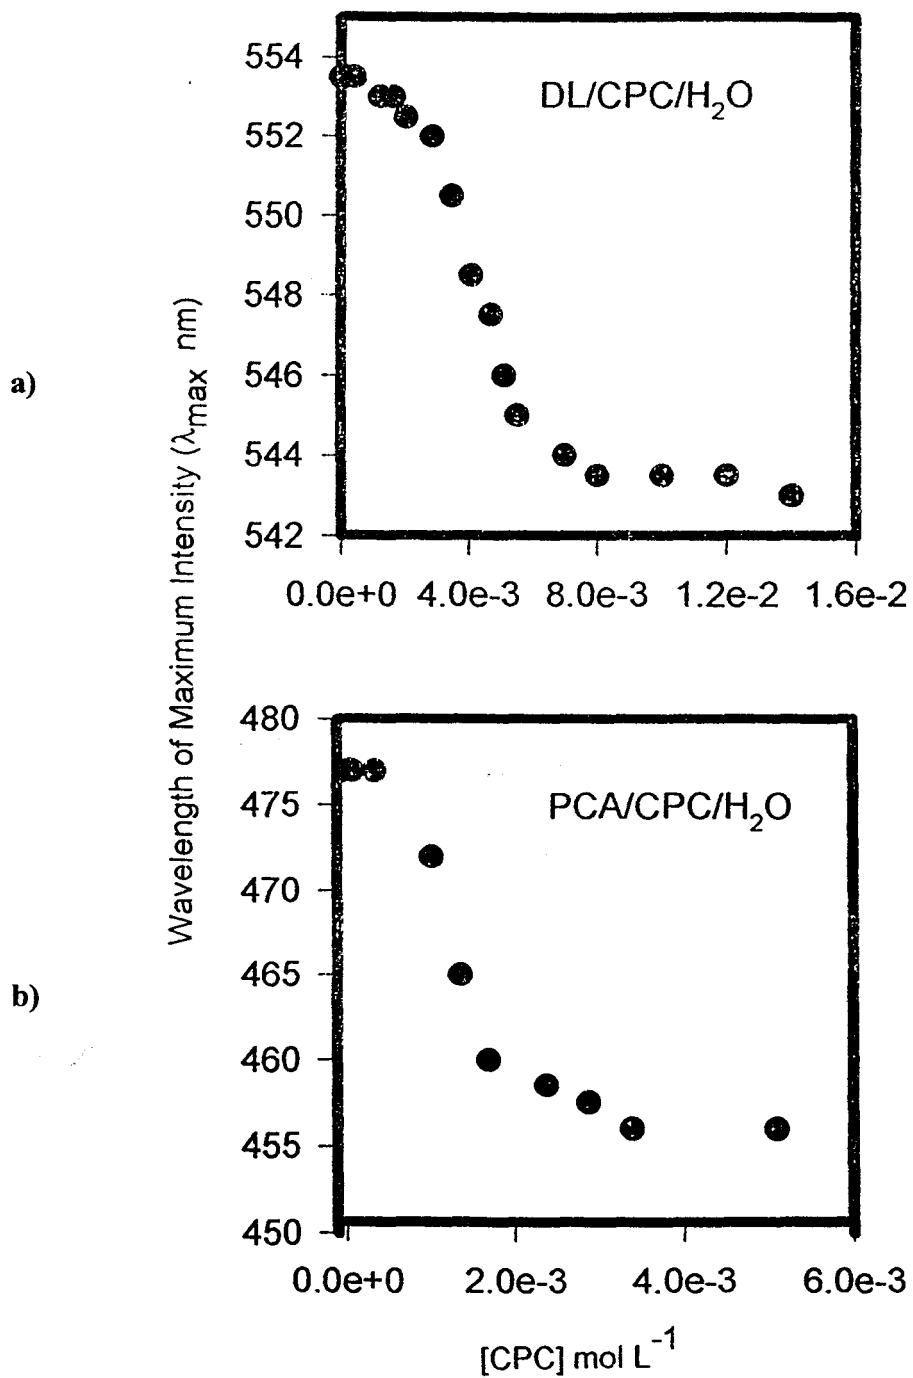 a)
Wavelength of Maximum Intensity (λmax nm)
DL/CPC/H2O
554
552
550
548
546
544
542
0.0e+0 4.0e-3 8.0e-3 1.2e-2 1.6e-2
b)
PCA/CPC/H2O
480
475
470
465
460
455
450
0.0e+0 2.0e-3 4.0e-3 6.0e-3
[CPC] mol L-1